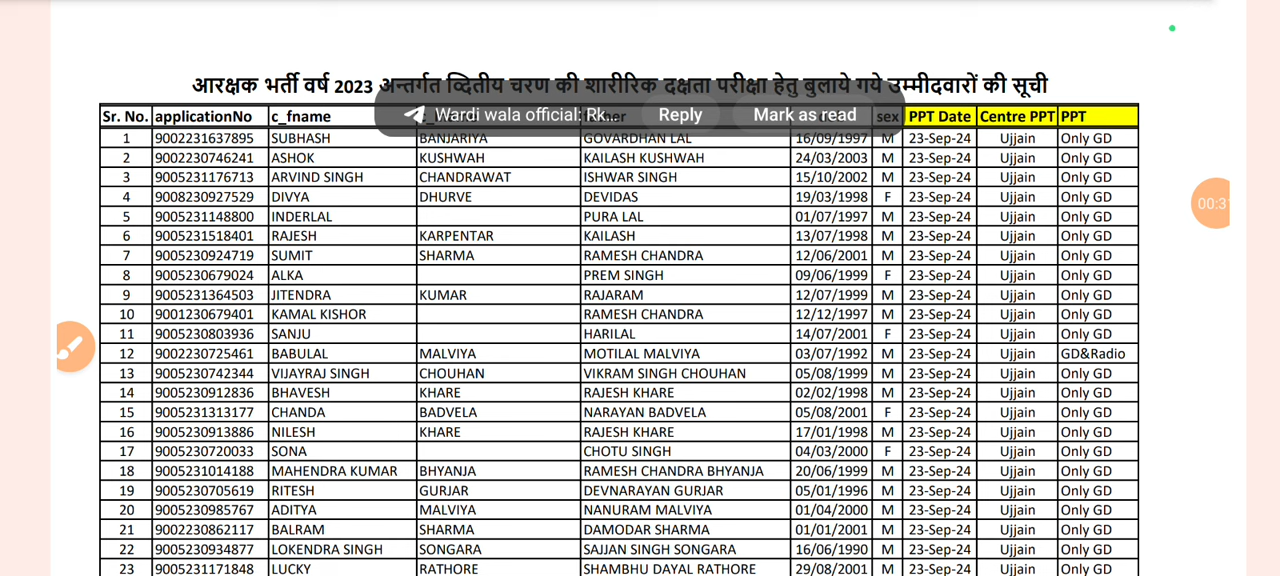 आरक्षक भर्ती वर्ष 2023 अन्तर्गत व्दितीय चरण की शारीरिक दक्षता परीक्षा हेतु बुलाये गये उम्मीदवारों की सूची
Wardi wala official: Rk.. Reply Mark as read
Sr. No. applicationNo c_fname sex PPT Date Centre PPT PPT
1 9002231637895 SUBHASH BANJARIYA GOVARDHAN LAL 16/09/1997 M 23-Sep-24 Ujjain Only GD
2 9002230746241 ASHOK KUSHWAH KAILASH KUSHWAH 24/03/2003 M 23-Sep-24 Ujjain Only GD
3 9005231176713 ARVIND SINGH CHANDRAWAT ISHWAR SINGH 15/10/2002 M 23-Sep-24 Ujjain Only GD
4 9008230927529 DIVYA DHURVE DEVIDAS 19/03/1998 F 23-Sep-24 Ujjain Only GD
5 9005231148800 INDERLAL PURA LAL 01/07/1997 M 23-Sep-24 Ujjain Only GD
6 9005231518401 RAJESH KARPENTAR KAILASH 13/07/1998 M 23-Sep-24 Ujjain Only GD
7 9005230924719 SUMIT SHARMA RAMESH CHANDRA 12/06/2001 M 23-Sep-24 Ujjain Only GD
8 9005230679024 ALKA PREM SINGH 09/06/1999 F 23-Sep-24 Ujjain Only GD
00:3
9 9005231364503 JITENDRA KUMAR RAJARAM 12/07/1999 M 23-Sep-24 Ujjain Only GD
10 9001230679401 KAMAL KISHOR RAMESH CHANDRA 12/12/1997 M 23-Sep-24 Ujjain Only GD
11 9005230803936 SANJU HARILAL 14/07/2001 F 23-Sep-24 Ujjain Only GD
12 9002230725461 BABULAL MALVIYA MOTILAL MALVIYA 03/07/1992 M 23-Sep-24 Ujjain GD&Radio
13 9005230742344 VIJAYRAJ SINGH CHOUHAN VIKRAM SINGH CHOUHAN 05/08/1999 M 23-Sep-24 Ujjain Only GD
14 9005230912836 BHAVESH KHARE RAJESH KHARE 02/02/1998 M 23-Sep-24 Ujjain Only GD
15 9005231313177 CHANDA BADVELA NARAYAN BADVELA 05/08/2001 F 23-Sep-24 Ujjain Only GD
16 9005230913886 NILESH KHARE RAJESH KHARE 17/01/1998 M 23-Sep-24 Ujjain Only GD
17 9005230720033 SONA CHOTU SINGH 04/03/2000 F 23-Sep-24 Ujjain Only GD
18 9005231014188 MAHENDRA KUMAR BHYANJA RAMESH CHANDRA BHYANJA 20/06/1999 M 23-Sep-24 Ujjain Only GD
19 9005230705619 RITESH GURJAR DEVNARAYAN GURJAR 05/01/1996 M 23-Sep-24 Ujjain Only GD
20 9005230985767 ADITYA MALVIYA NANURAM MALVIYA 01/04/2000 M 23-Sep-24 Ujjain Only GD
21 9002230862117 BALRAM SHARMA DAMODAR SHARMA 01/01/2001 M 23-Sep-24 Ujjain Only GD
22 9005230934877 LOKENDRA SINGH SONGARA SAJJAN SINGH SONGARA 16/06/1990 M 23-Sep-24 Ujjain Only GD
23 9005231171848 LUCKY RATHORE SHAMBHU DAYAL RATHORE 29/08/2001 M 23-Sep-24 Ujjain Only GD